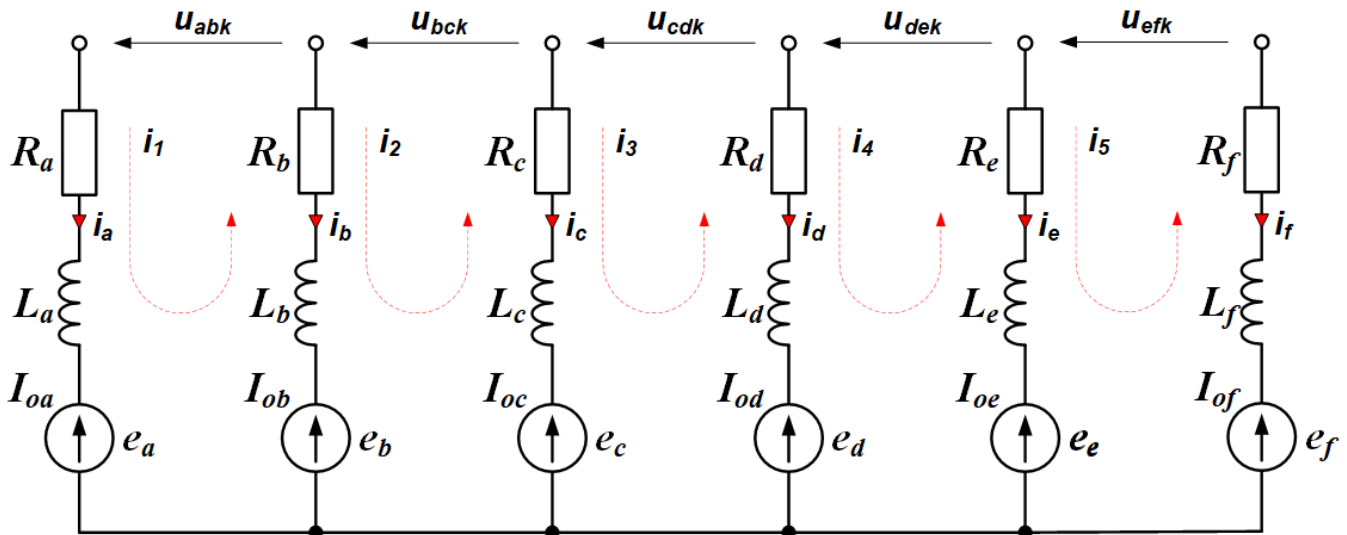 u_abk u_bck u_cdk u_dek u_efk
R_a i_1 R_b i_2 R_c i_3 R_d i_4 R_e i_5 R_f
i_a i_b i_c i_d i_e i_f
L_a L_b L_c L_d L_e L_f
I_oa I_ob I_oc I_od I_oe I_of
e_a e_b e_c e_d e_e e_f